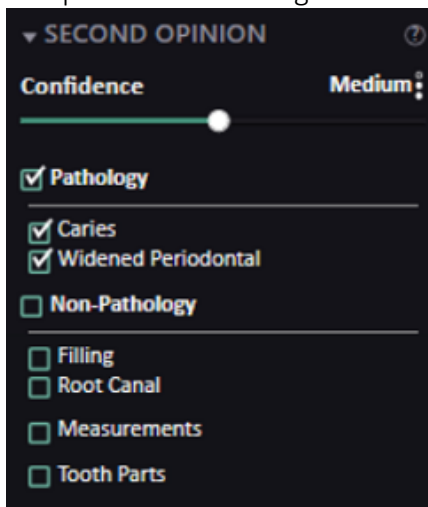 SECOND OPINION
Confidence Medium
Pathology
Caries
Widened Periodontal
Non-Pathology
Filling
Root Canal
Measurements
Tooth Parts